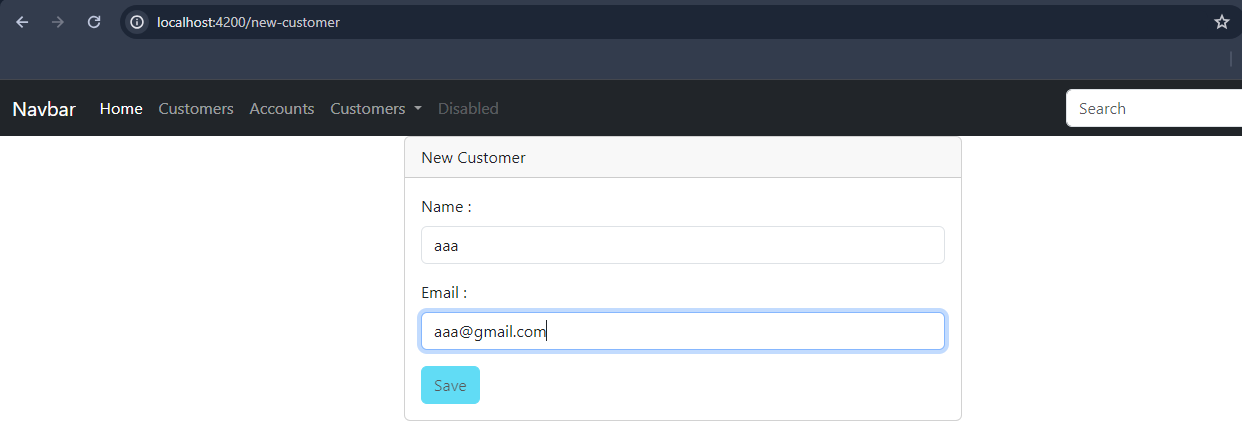 localhost:4200/new-customer
Navbar Home Customers Accounts Customers Disabled Search
New Customer
Name :
aaa
Email :
aaa@gmail.com
Save